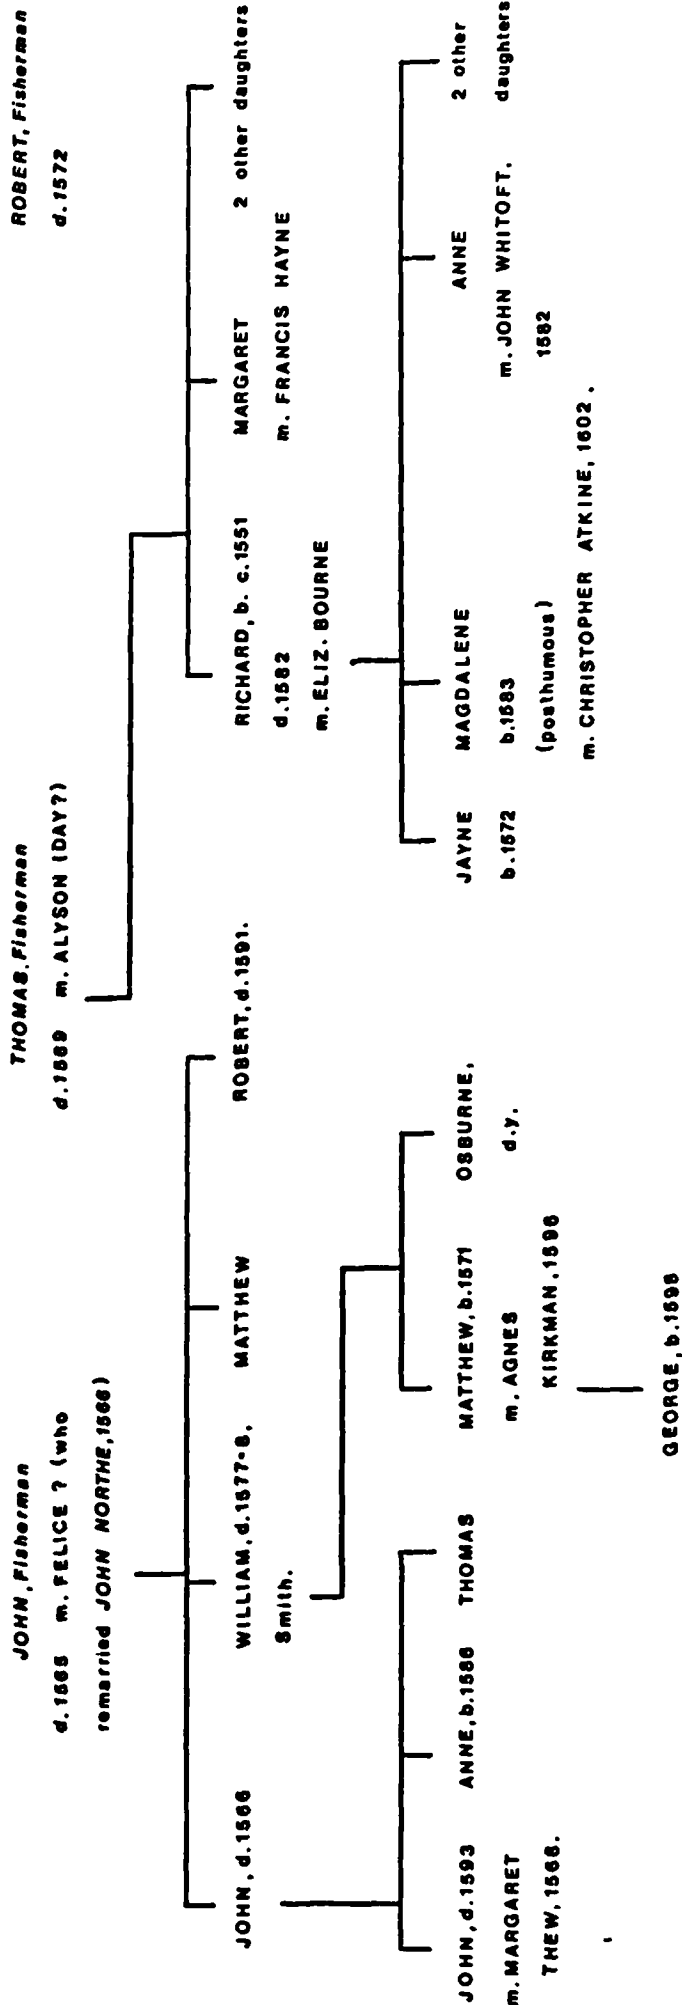 JOHN, Fisherman
d.1565 m. FELICE ? (who
remarried JOHN NORTHE, 1566)
THOMAS, Fisherman
d.1569 m. ALYSON (DAY?)
ROBERT, Fisherman
d.1572
JOHN, d.1566
WILLIAM, d.1577-8.
Smith.
MATTHEW
ROBERT, d.1591.
RICHARD, b. c.1551
d.1582
m. ELIZ. BOURNE
MARGARET
m. FRANCIS HAYNE
2 other daughters
JOHN, d.1593
m. MARGARET
THEW, 1568.
ANNE, b.1586
THOMAS
MATTHEW, b.1571
m. AGNES
KIRKMAN, 1596
OSBURNE,
d.y.
JAYNE
b.1572
MAGDALENE
b.1583
(posthumous)
m. CHRISTOPHER ATKINE, 1602.
ANNE
m. JOHN WHITOFT.
1582
2 other
daughters
GEORGE, b.1598